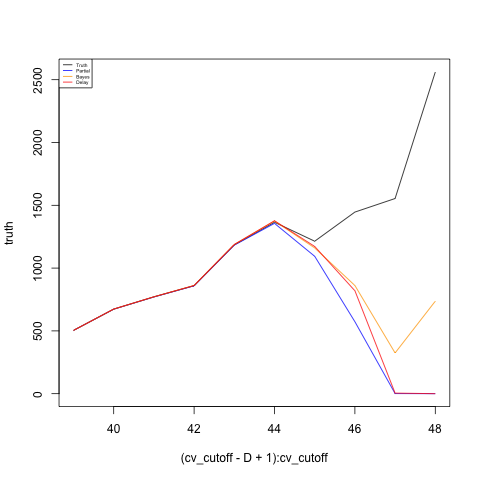 Truth
Partial
Bayes
Delay
2500
2000
1500
1000
500
0
truth
40 42 44 46 48
(cv_cutoff - D + 1):cv_cutoff